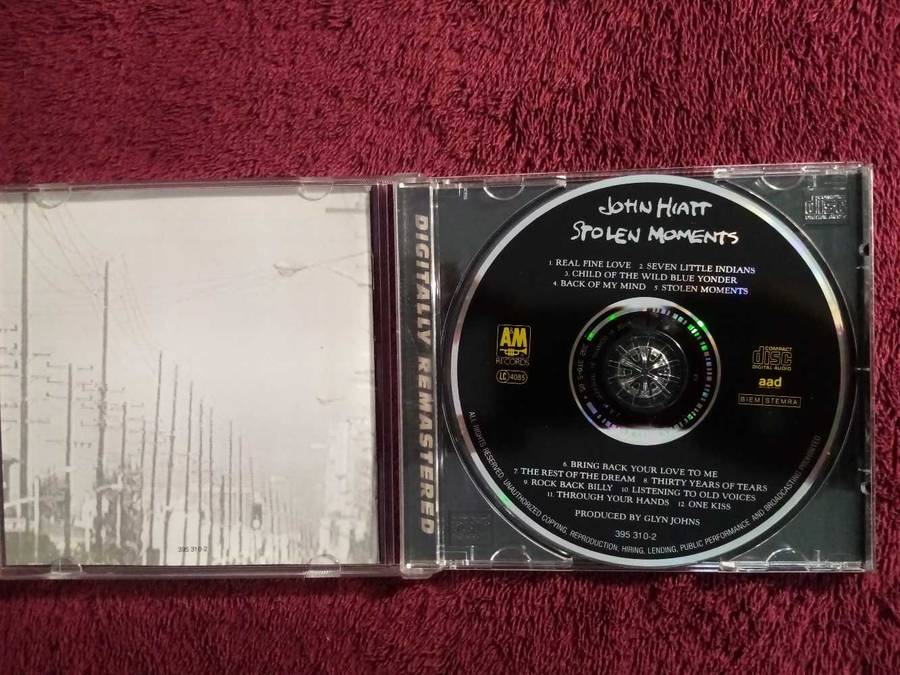 395 310-2
DIGITALLY REMASTERED
JOHN HIATT
STOLEN MOMENTS
1. REAL FINE LOVE 2. SEVEN LITTLE INDIANS
3. CHILD OF THE WILD BLUE YONDER
4. BACK OF MY MIND 5. STOLEN MOMENTS
A&M
RECORDS
LC 4085
COMPACT
disc
DIGITAL AUDIO
aad
BIEM STEMRA
6. BRING BACK YOUR LOVE TO ME
7. THE REST OF THE DREAM 8. THIRTY YEARS OF TEARS
9. ROCK BACK BILLY 10. LISTENING TO OLD VOICES
11. THROUGH YOUR HANDS 12. ONE KISS
PRODUCED BY GLYN JOHNS
395 310-2
ALL RIGHTS RESERVED. UNAUTHORIZED COPYING, REPRODUCTION, HIRING, LENDING, PUBLIC PERFORMANCE AND BROADCASTING PROHIBITED
disc